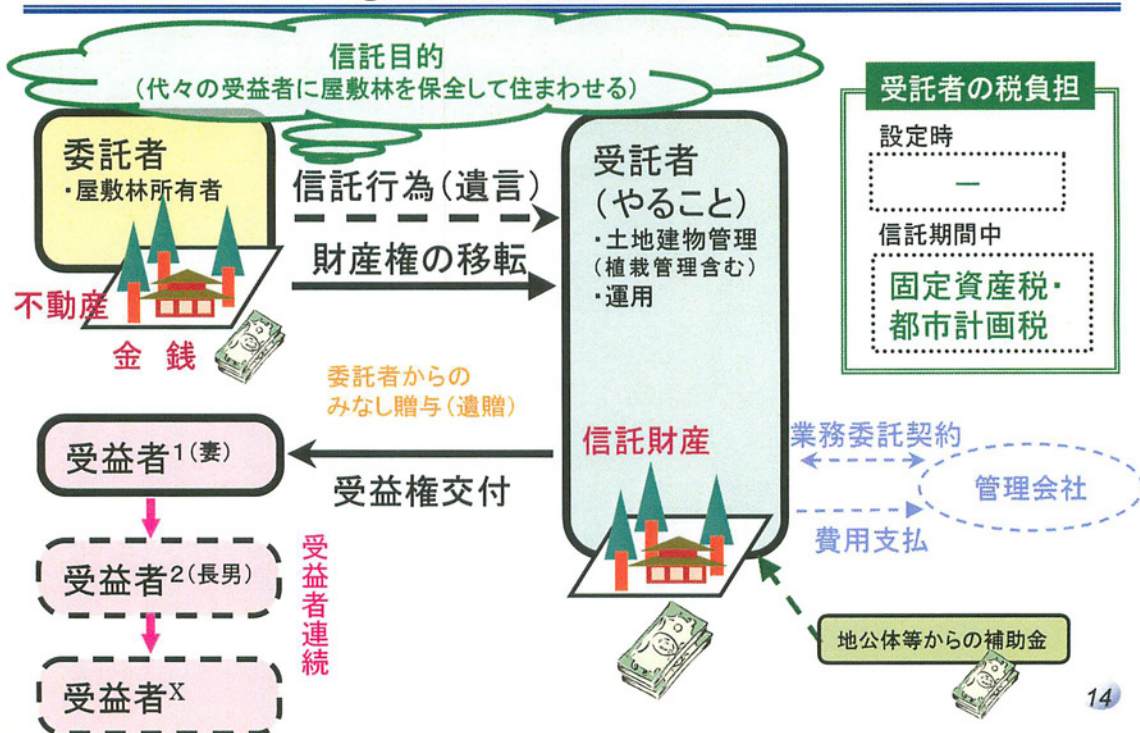 信託目的
(代々の受益者に屋敷林を保全して住まわせる)
委託者
・屋敷林所有者
不動産
金 銭
信託行為(遺言)
財産権の移転
受託者
(やること)
・土地建物管理
(植栽管理含む)
・運用
受託者の税負担
設定時
－
信託期間中
固定資産税・
都市計画税
委託者からの
みなし贈与(遺贈)
受益権交付
受益者1(妻)
受益者2(長男)
受益者X
受益者連続
信託財産
業務委託契約
管理会社
費用支払
地公体等からの補助金
14